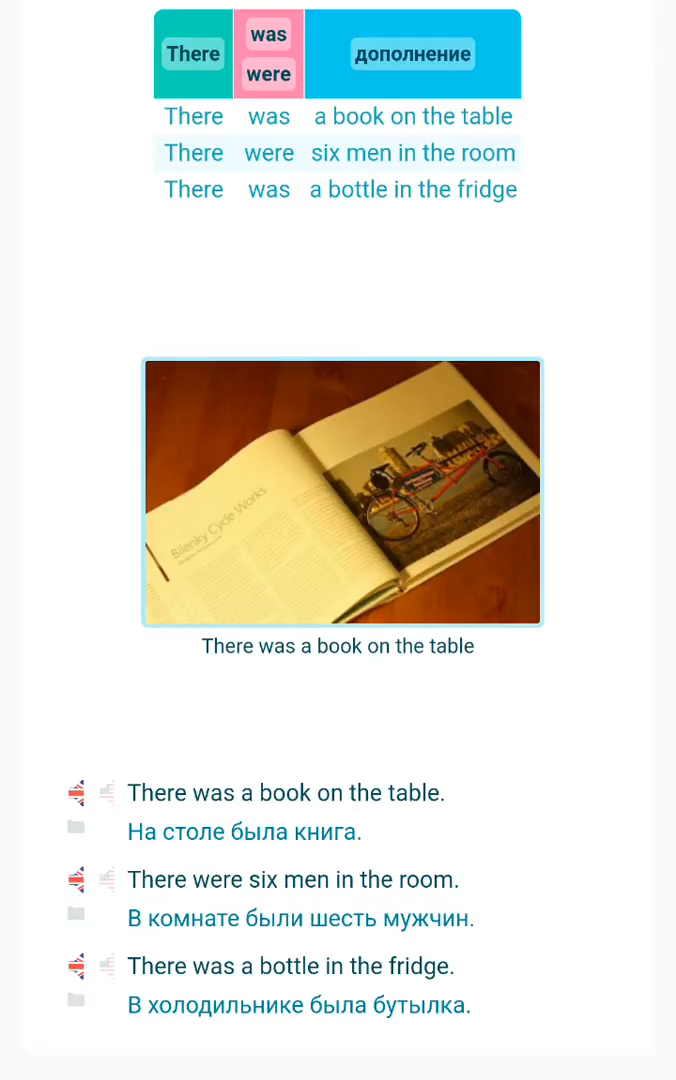 There was were дополнение
There was a book on the table
There were six men in the room
There was a bottle in the fridge
Bilenky Cycle Works
There was a book on the table
There was a book on the table.
На столе была книга.
There were six men in the room.
В комнате были шесть мужчин.
There was a bottle in the fridge.
В холодильнике была бутылка.